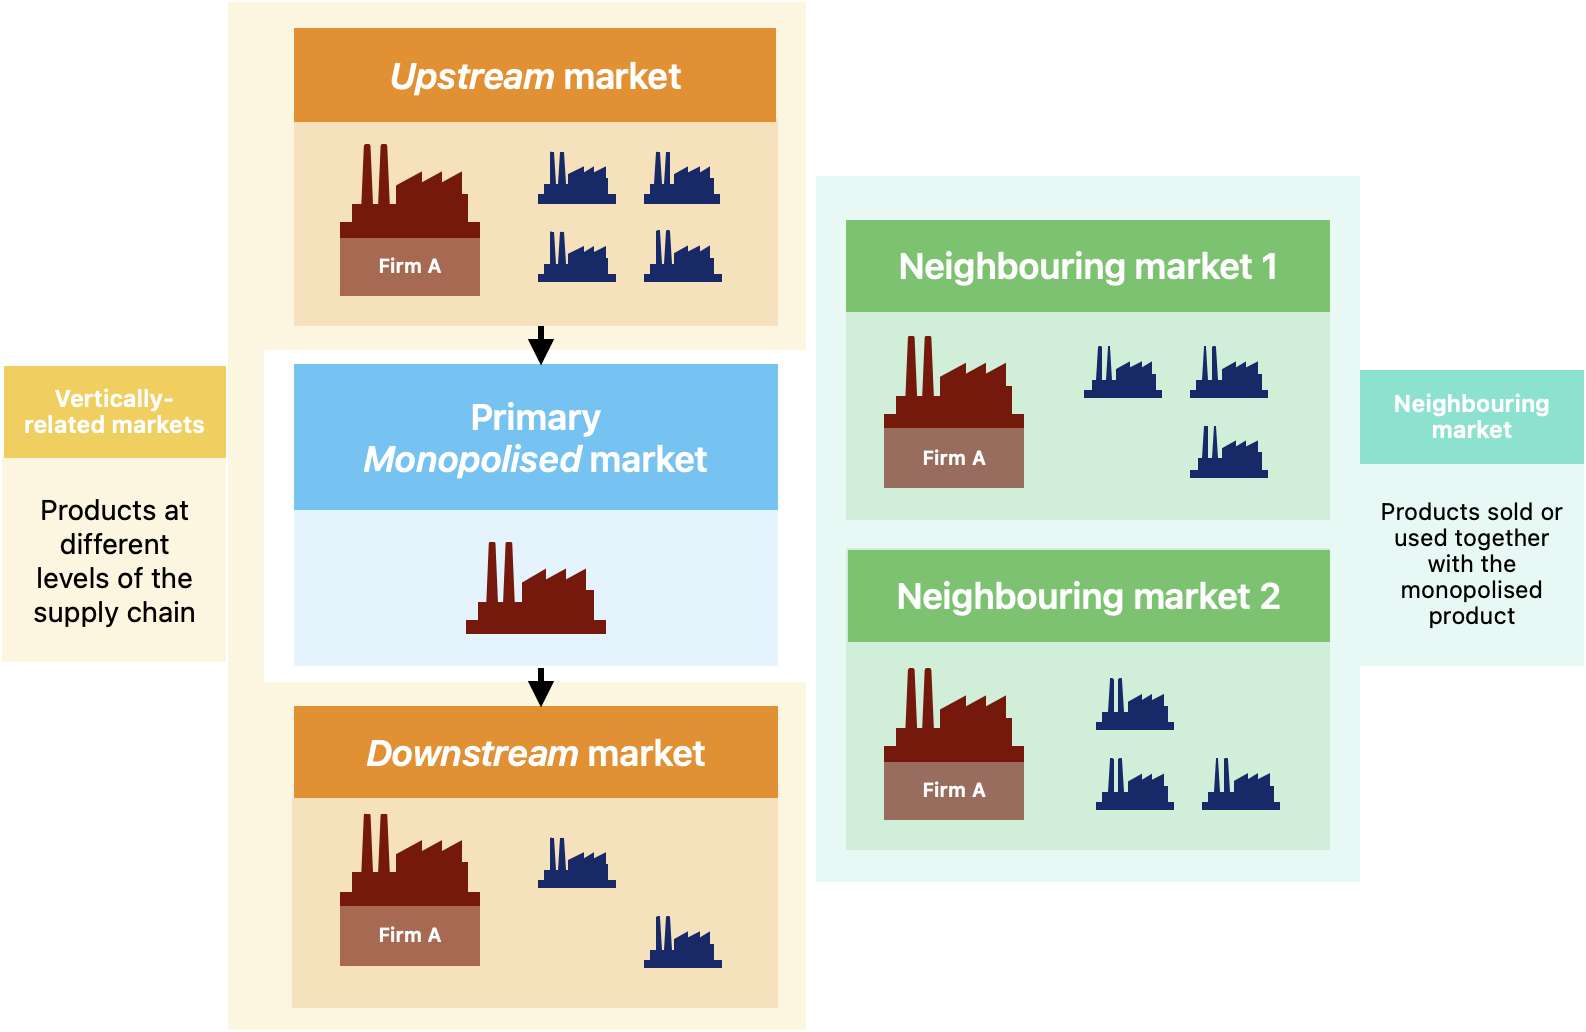 Upstream market
Firm A
Vertically-
related markets
Products at
different
levels of the
supply chain
Primary
Monopolised market
Downstream market
Firm A
Neighbouring market 1
Firm A
Neighbouring market 2
Firm A
Neighbouring
market
Products sold or
used together
with the
monopolised
product